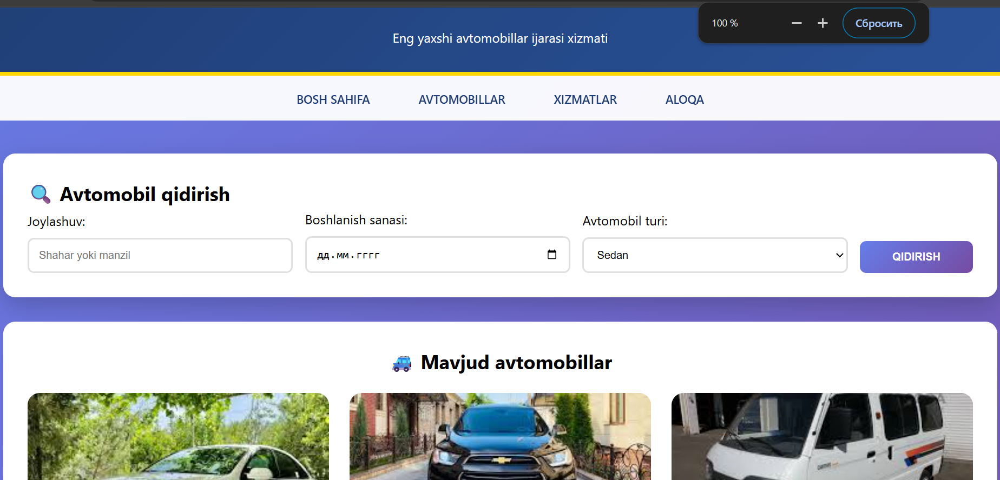 100 %
Сбросить
Eng yaxshi avtomobillar ijarasi xizmati
BOSH SAHIFA AVTOMOBILLAR XIZMATLAR ALOQA
Avtomobil qidirish
Joylashuv: Boshlanish sanasi: Avtomobil turi:
Shahar yoki manzil дд.мм.гггг Sedan QIDIRISH
Mavjud avtomobillar